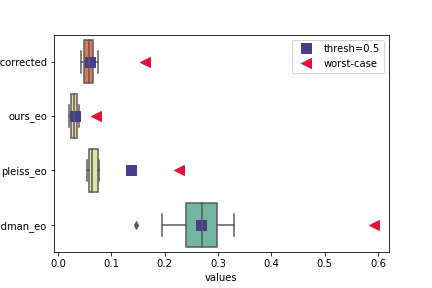 corrected
ours_eo
pleiss_eo
dman_eo
thresh=0.5
worst-case
0.0 0.1 0.2 0.3 0.4 0.5 0.6
values